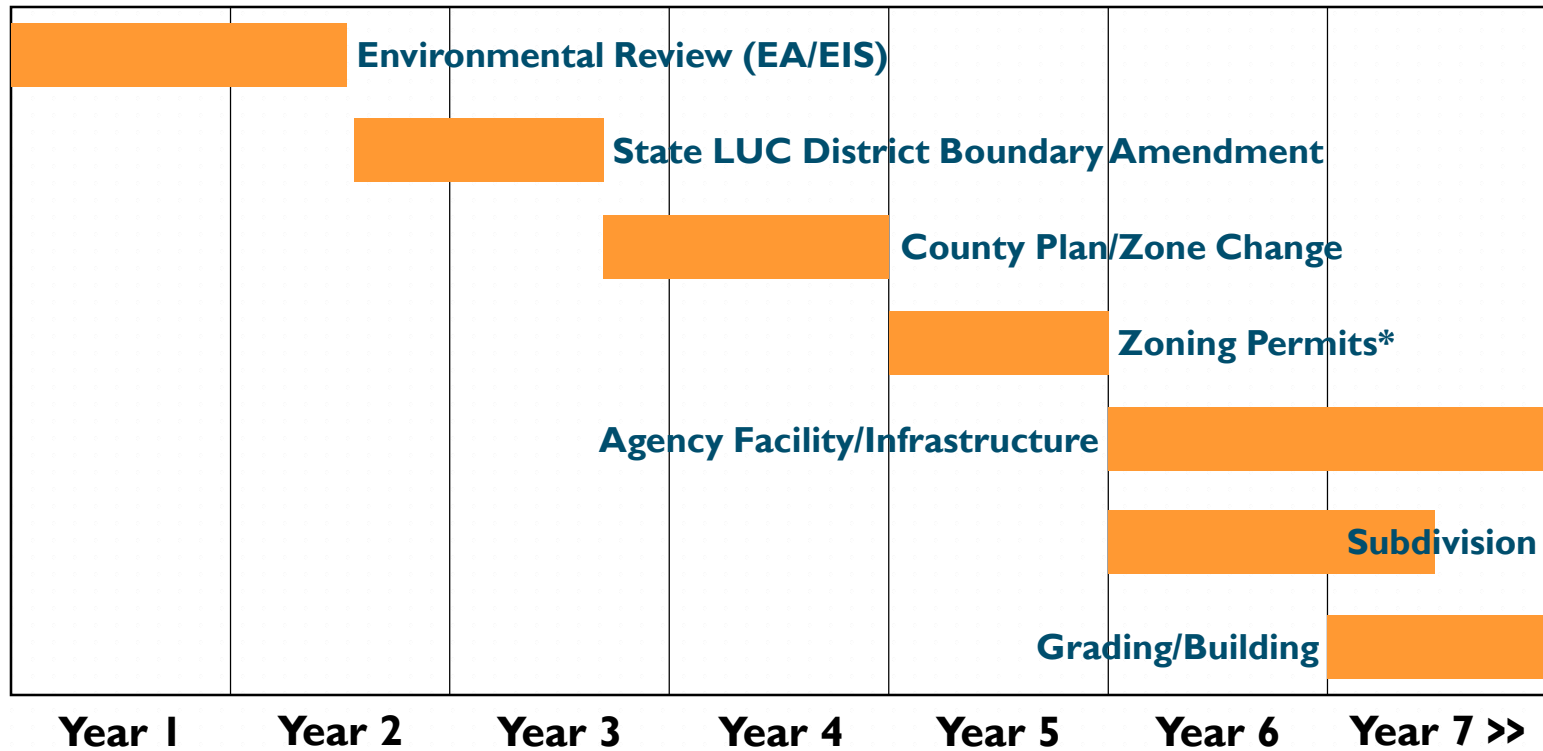 Environmental Review (EA/EIS)
State LUC District Boundary Amendment
County Plan/Zone Change
Zoning Permits*
Agency Facility/Infrastructure
Subdivision
Grading/Building
Year 1 Year 2 Year 3 Year 4 Year 5 Year 6 Year 7 >>